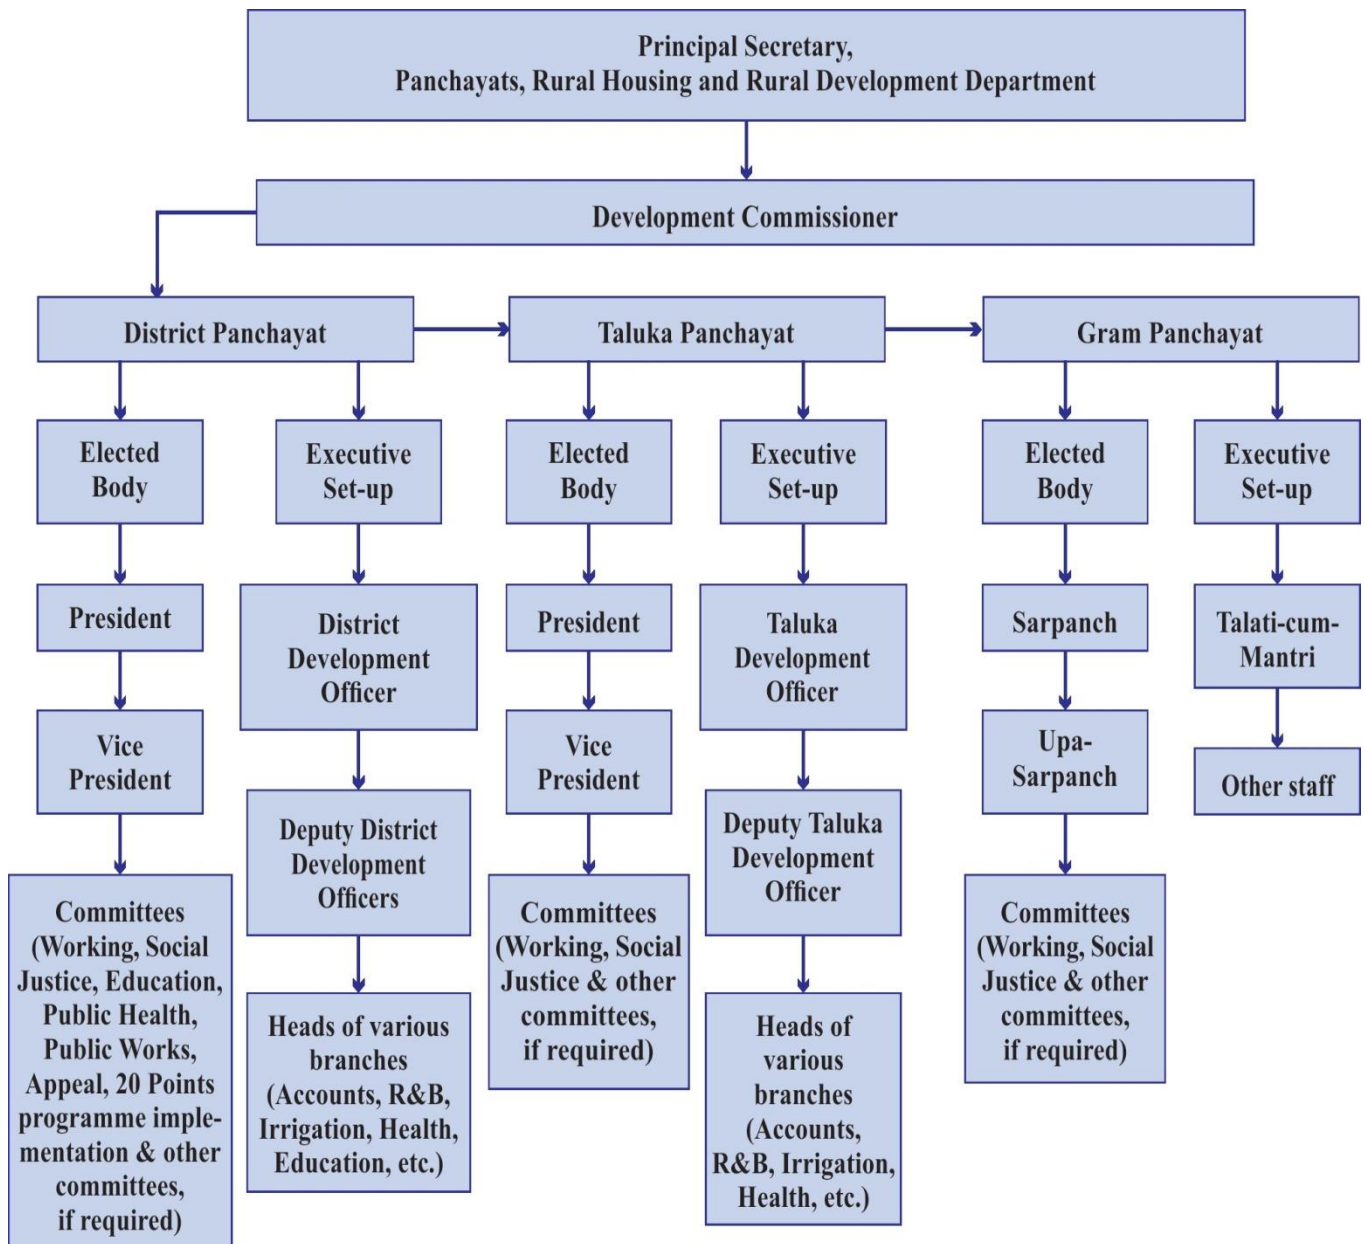 Principal Secretary,
Panchayats, Rural Housing and Rural Development Department
Development Commissioner
District Panchayat
Taluka Panchayat
Gram Panchayat
Elected
Body
Executive
Set-up
Elected
Body
Executive
Set-up
Elected
Body
Executive
Set-up
President
District
Development
Officer
President
Taluka
Development
Officer
Sarpanch
Talati-cum-
Mantri
Vice
President
Deputy District
Development
Officers
Vice
President
Deputy Taluka
Development
Officer
Upa-
Sarpanch
Other staff
Committees
(Working, Social
Justice, Education,
Public Health,
Public Works,
Appeal, 20 Points
programme imple-
mentation & other
committees,
if required)
Heads of various
branches
(Accounts, R&B,
Irrigation, Health,
Education, etc.)
Committees
(Working, Social
Justice & other
committees,
if required)
Heads of
various
branches
(Accounts,
R&B, Irrigation,
Health, etc.)
Committees
(Working, Social
Justice & other
committees,
if required)